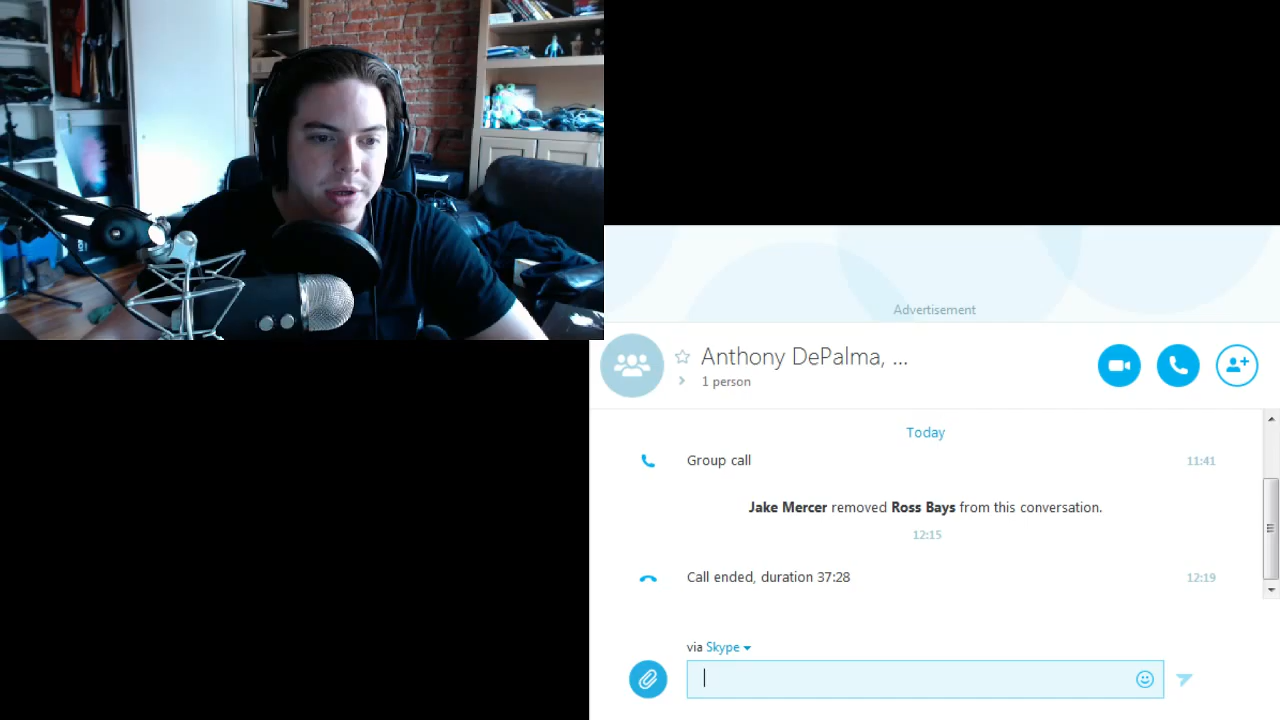 Advertisement
Anthony DePalma, ...
1 person
Today
Group call 11:41
Jake Mercer removed Ross Bays from this conversation.
12:15
Call ended, duration 37:28 12:19
via Skype